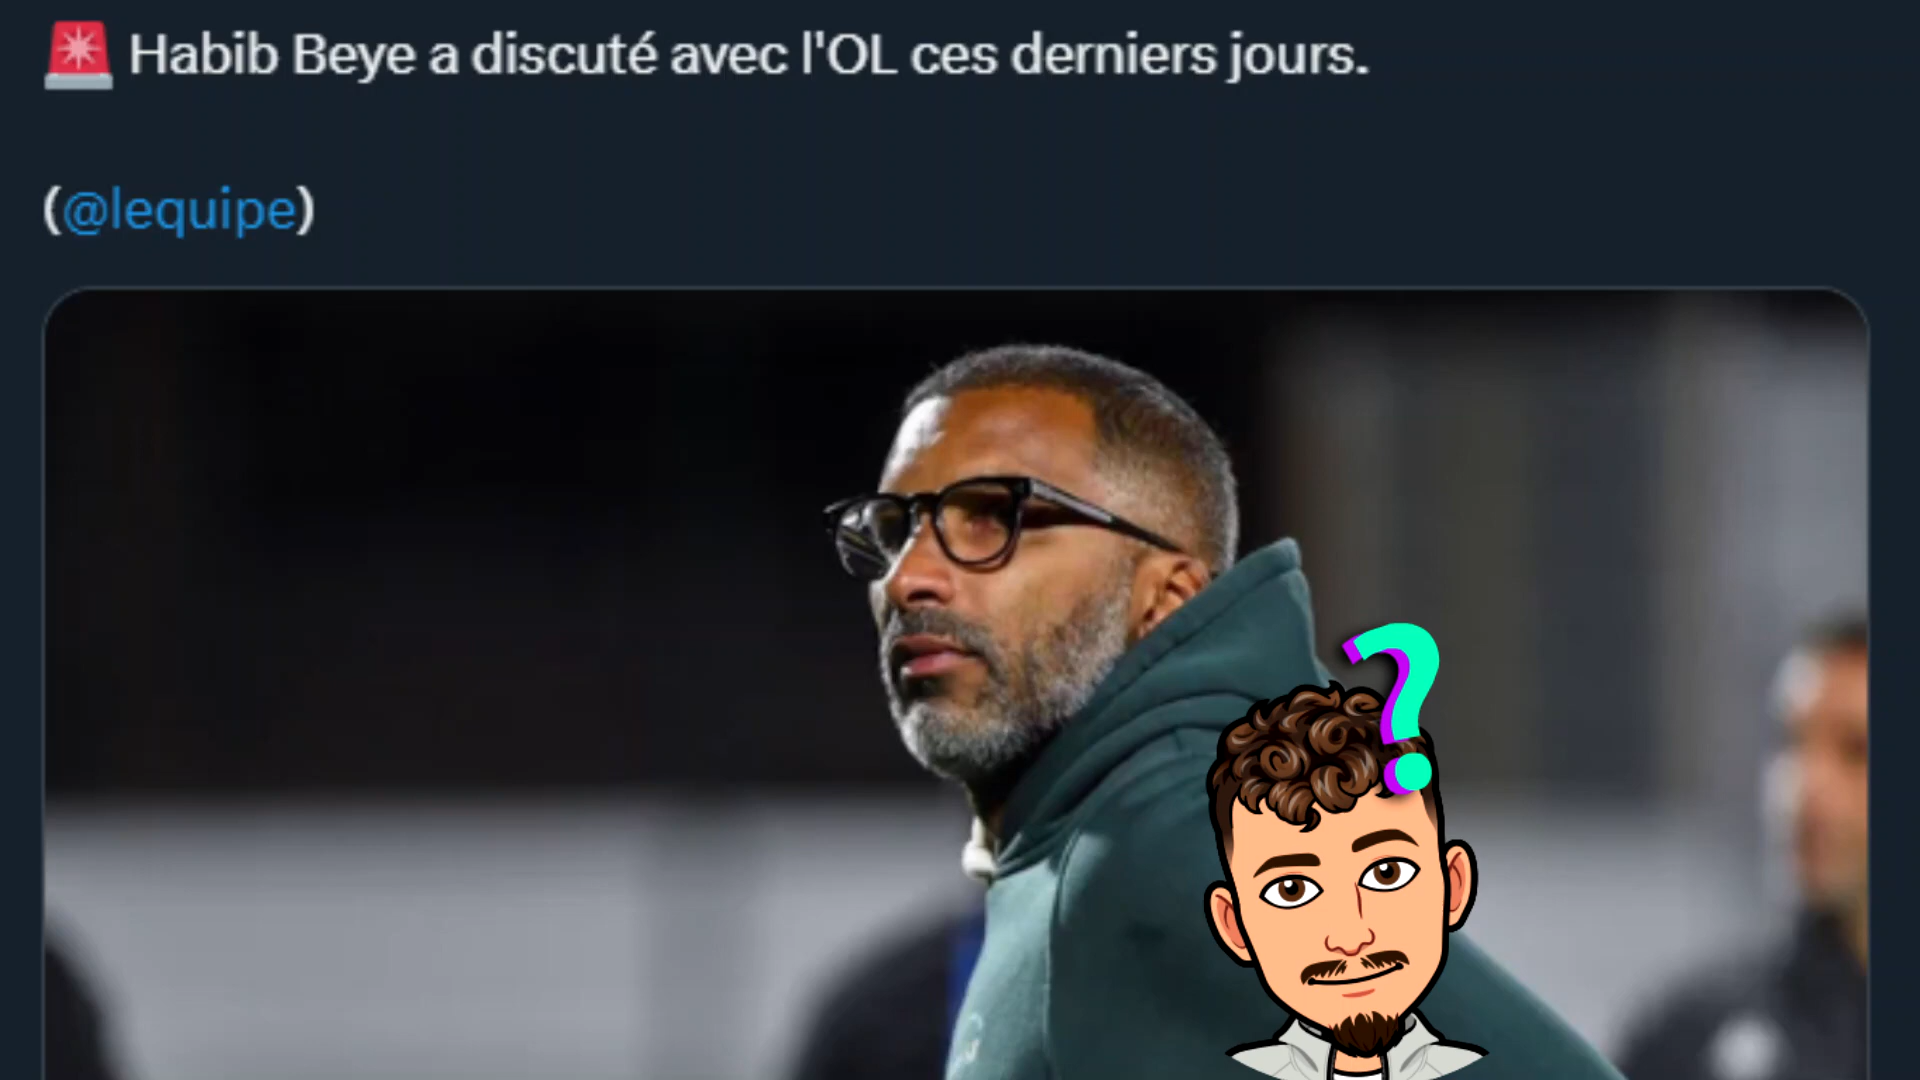 🚨 Habib Beye a discuté avec l'OL ces derniers jours.
(@lequipe)
?